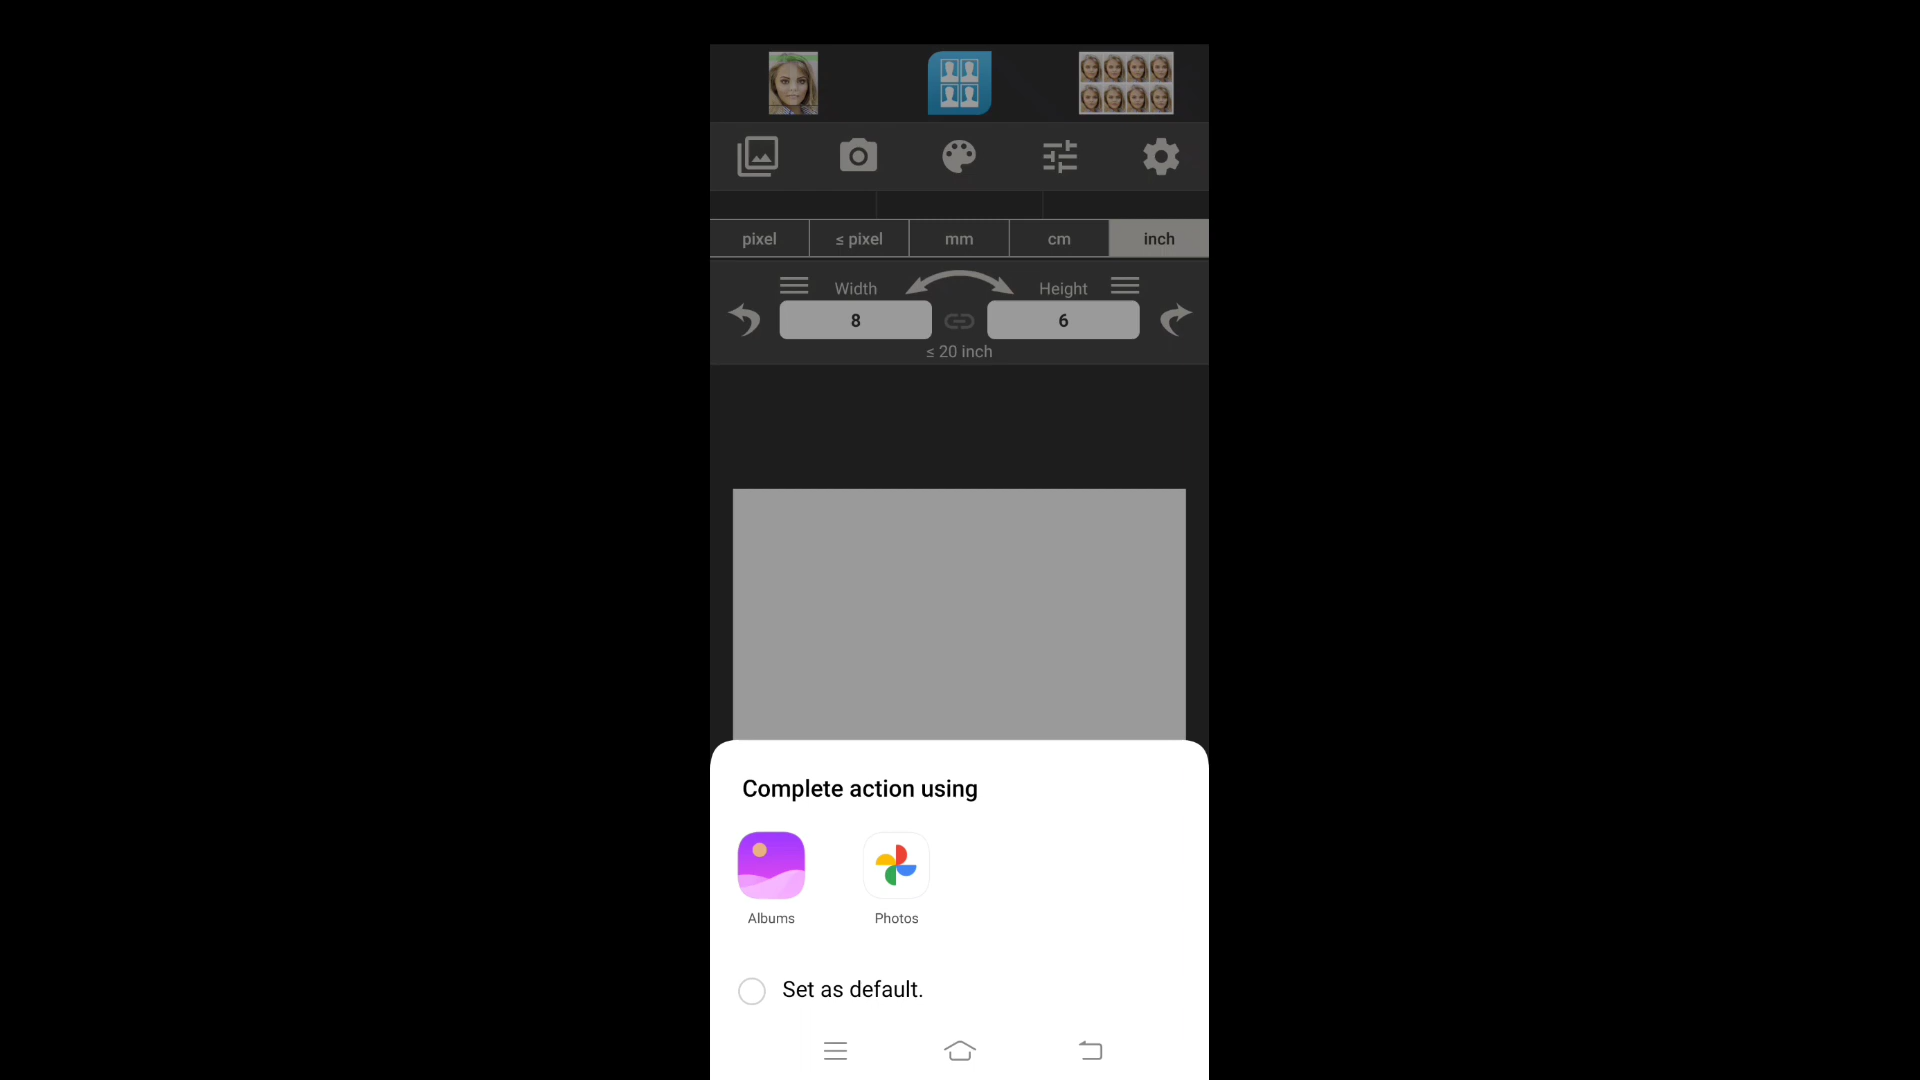 pixel
≤ pixel
mm
cm
inch
Width
Height
8
6
≤ 20 inch
Complete action using
Albums
Photos
Set as default.